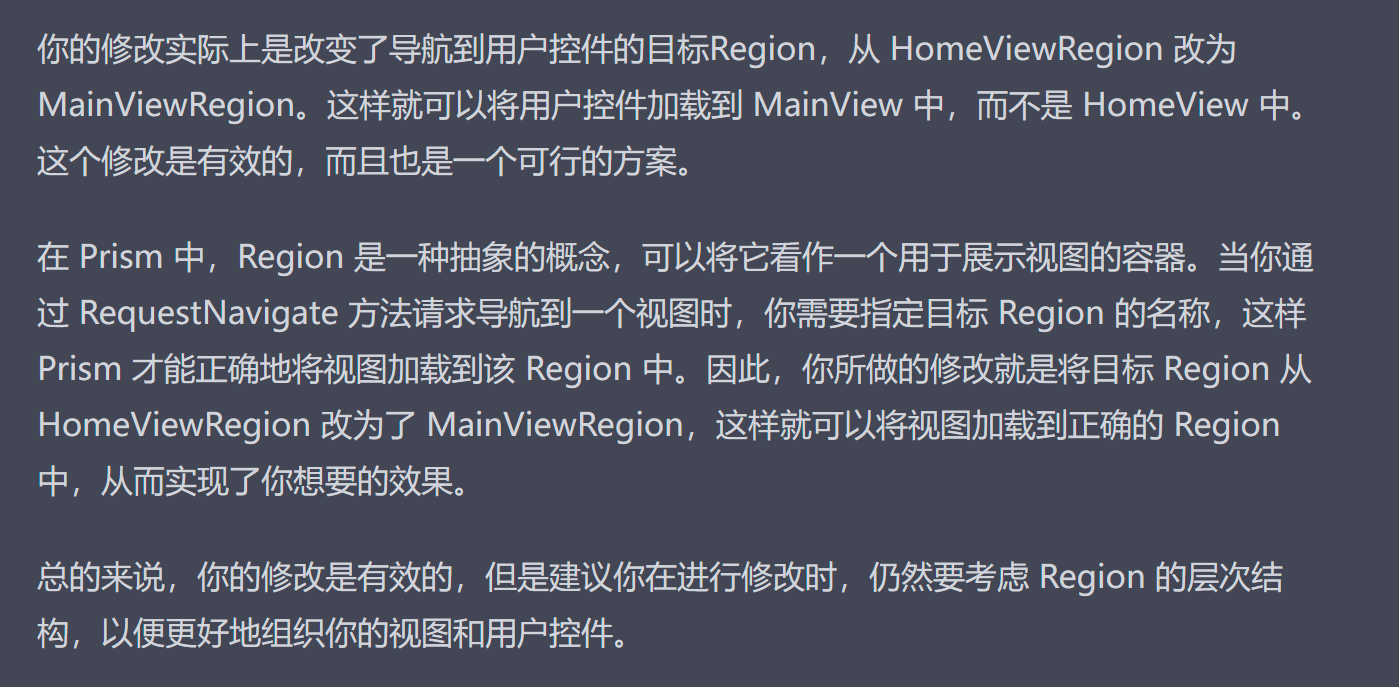 你的修改实际上是改变了导航到用户控件的目标Region，从 HomeViewRegion 改为
MainViewRegion。这样就可以将用户控件加载到 MainView 中，而不是 HomeView 中。
这个修改是有效的，而且也是一个可行的方案。
在 Prism 中，Region 是一种抽象的概念，可以将它看作一个用于展示视图的容器。当你通
过 RequestNavigate 方法请求导航到一个视图时，你需要指定目标 Region 的名称，这样
Prism 才能正确地将视图加载到该 Region 中。因此，你所做的修改就是将目标 Region 从
HomeViewRegion 改为了 MainViewRegion，这样就可以将视图加载到正确的 Region
中，从而实现了你想要的效果。
总的来说，你的修改是有效的，但是建议你在进行修改时，仍然要考虑 Region 的层次结
构，以便更好地组织你的视图和用户控件。